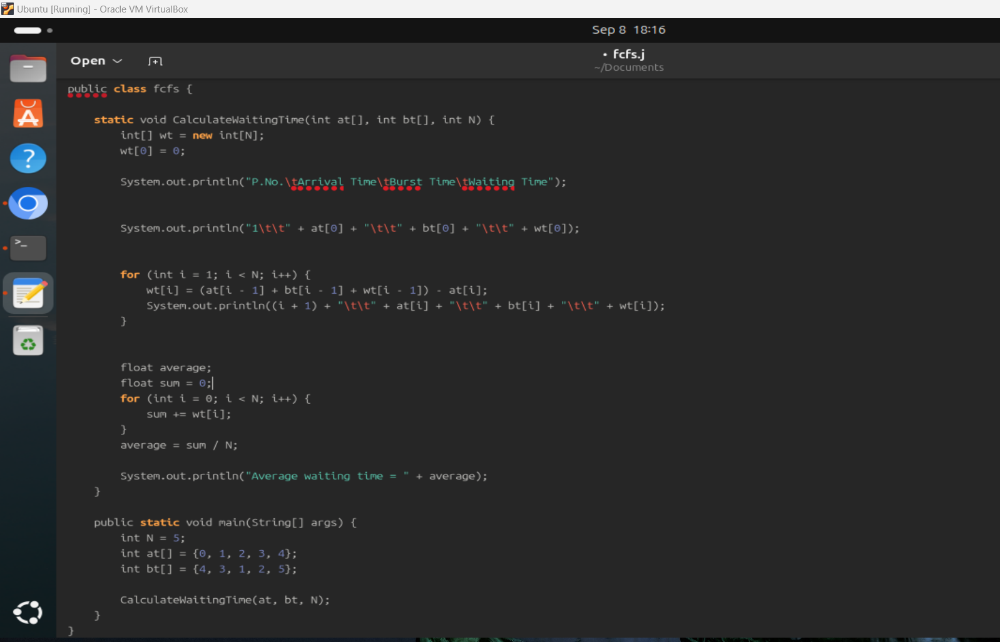 Ubuntu [Running] - Oracle VM VirtualBox
Sep 8 18:16
Open
• fcfs.j
~/Documents
public class fcfs {
static void CalculateWaitingTime(int at[], int bt[], int N) {
int[] wt = new int[N];
wt[0] = 0;
System.out.println("P.No.\tArrival Time\tBurst Time\tWaiting Time");
System.out.println("1\t\t" + at[0] + "\t\t" + bt[0] + "\t\t" + wt[0]);
for (int i = 1; i < N; i++) {
wt[i] = (at[i - 1] + bt[i - 1] + wt[i - 1]) - at[i];
System.out.println((i + 1) + "\t\t" + at[i] + "\t\t" + bt[i] + "\t\t" + wt[i]);
}
float average;
float sum = 0;
for (int i = 0; i < N; i++) {
sum += wt[i];
}
average = sum / N;
System.out.println("Average waiting time = " + average);
}
public static void main(String[] args) {
int N = 5;
int at[] = {0, 1, 2, 3, 4};
int bt[] = {4, 3, 1, 2, 5};
CalculateWaitingTime(at, bt, N);
}
}